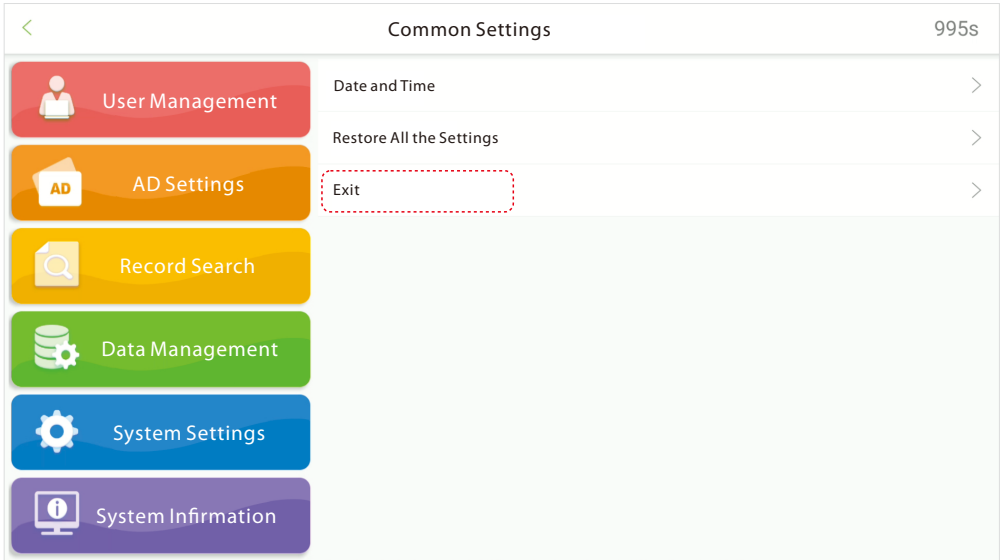 Common Settings
995s
User Management
AD
AD Settings
Record Search
Data Management
System Settings
System Infirmation
Date and Time
Restore All the Settings
Exit